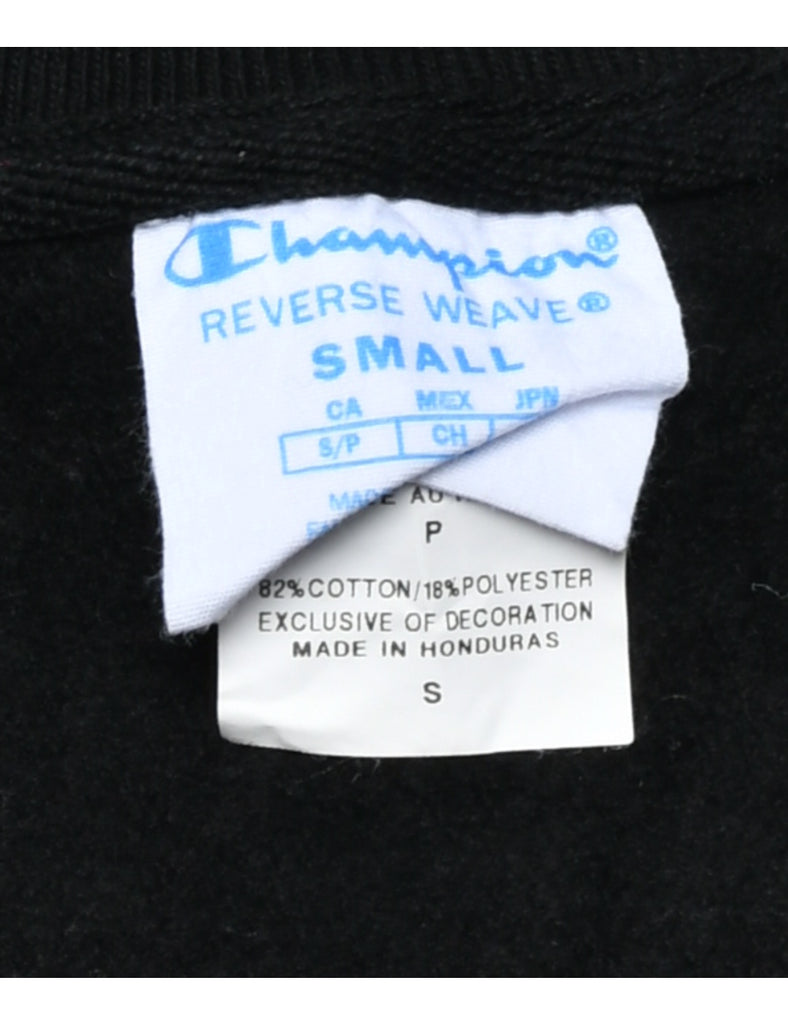 Champion®
REVERSE WEAVE®
SMALL
CA MEX JPN
S/P CH
P
82%COTTON/18%POLYESTER
EXCLUSIVE OF DECORATION
MADE IN HONDURAS
S